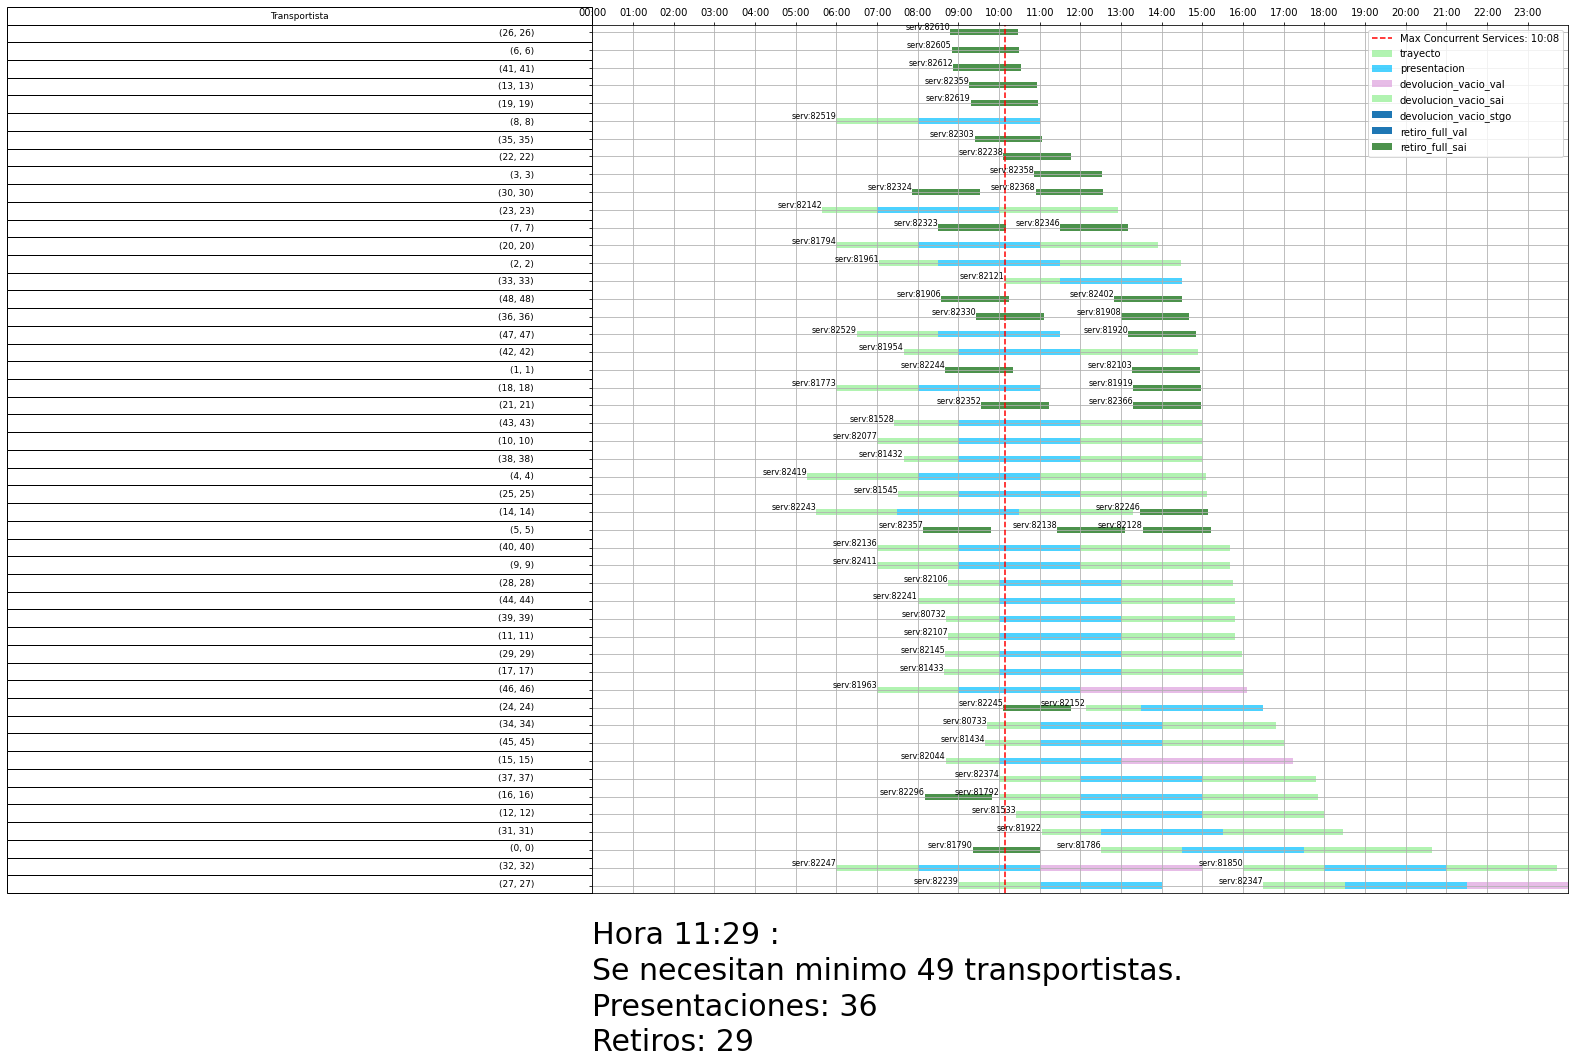 Transportista
00:00 01:00 02:00 03:00 04:00 05:00 06:00 07:00 08:00 09:00 10:00 11:00 12:00 13:00 14:00 15:00 16:00 17:00 18:00 19:00 20:00 21:00 22:00 23:00
Max Concurrent Services: 10:08
trayecto
presentacion
devolucion_vacio_val
devolucion_vacio_sai
devolucion_vacio_stgo
retiro_full_val
retiro_full_sai
(26, 26) serv:82610
(6, 6) serv:82605
(41, 41) serv:82612
(13, 13) serv:82359
(19, 19) serv:82619
(8, 8) serv:82519
(35, 35) serv:82303
(22, 22) serv:82238
(3, 3) serv:82358
(30, 30) serv:82324 serv:82368
(23, 23) serv:82142
(7, 7) serv:82323 serv:82346
(20, 20) serv:81794
(2, 2) serv:81961
(33, 33) serv:82121
(48, 48) serv:81906 serv:82402
(36, 36) serv:82330 serv:81908
(47, 47) serv:82529 serv:81920
(42, 42) serv:81954
(1, 1) serv:82244 serv:82103
(18, 18) serv:81773 serv:81919
(21, 21) serv:82352 serv:82366
(43, 43) serv:81528
(10, 10) serv:82077
(38, 38) serv:81432
(4, 4) serv:82419
(25, 25) serv:81545
(14, 14) serv:82243 serv:82246
(5, 5) serv:82357 serv:82138 serv:82128
(40, 40) serv:82136
(9, 9) serv:82411
(28, 28) serv:82106
(44, 44) serv:82241
(39, 39) serv:80732
(11, 11) serv:82107
(29, 29) serv:82145
(17, 17) serv:81433
(46, 46) serv:81963
(24, 24) serv:82245 serv:82152
(34, 34) serv:80733
(45, 45) serv:81434
(15, 15) serv:82044
(37, 37) serv:82374
(16, 16) serv:82296 serv:81792
(12, 12) serv:81533
(31, 31) serv:81922
(0, 0) serv:81790 serv:81786
(32, 32) serv:82247 serv:81850
(27, 27) serv:82239 serv:82347
Hora 11:29 :
Se necesitan minimo 49 transportistas.
Presentaciones: 36
Retiros: 29